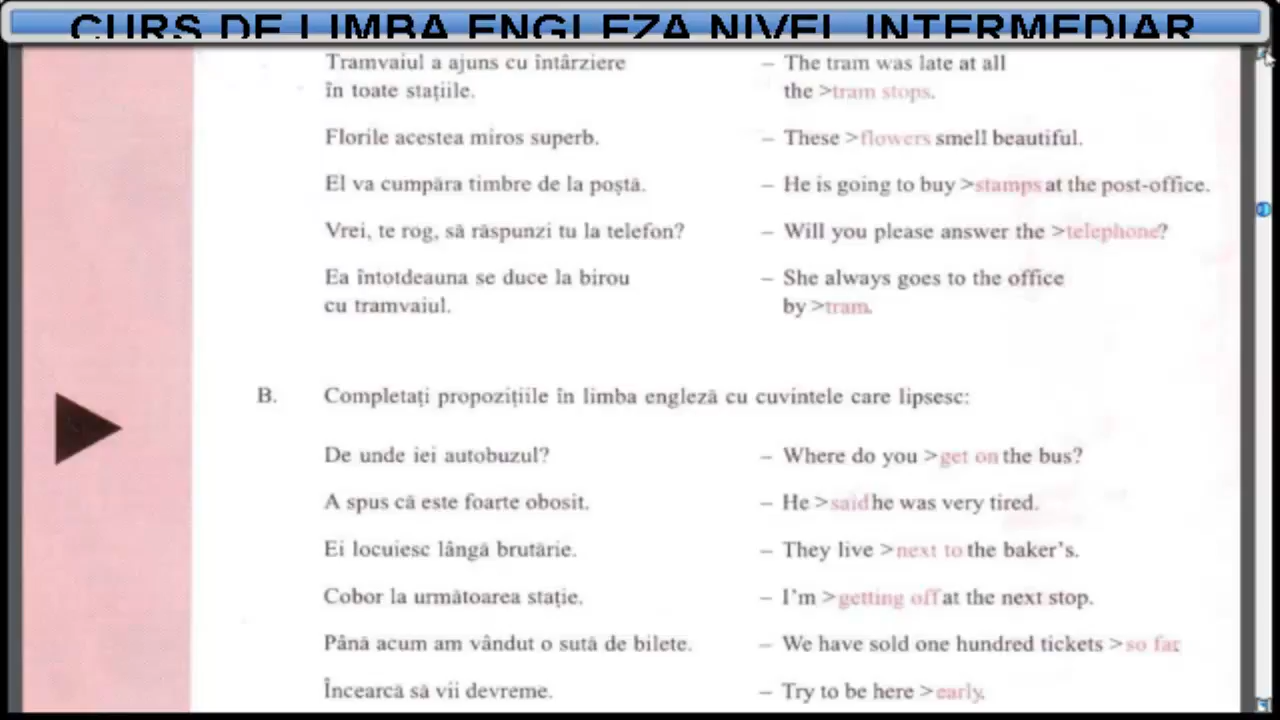 CURS DE LIMBA ENGLEZA NIVEL INTERMEDIAR
Tramvaiul a ajuns cu întârziere – The tram was late at all
în toate stațiile. the >tram stops.
Florile acestea miros superb. – These >flowers smell beautiful.
El va cumpăra timbre de la poștă. – He is going to buy >stamps at the post-office.
Vrei, te rog, să răspunzi tu la telefon? – Will you please answer the >telephone?
Ea întotdeauna se duce la birou – She always goes to the office
cu tramvaiul. by >tram.
B. Completați propozițiile în limba engleză cu cuvintele care lipsesc:
De unde iei autobuzul? – Where do you >get on the bus?
A spus că este foarte obosit. – He >said he was very tired.
Ei locuiesc lângă brutărie. – They live >next to the baker's.
Cobor la următoarea stație. – I'm >getting off at the next stop.
Până acum am vândut o sută de bilete. – We have sold one hundred tickets >so far.
Încearcă să vii devreme. – Try to be here >early.